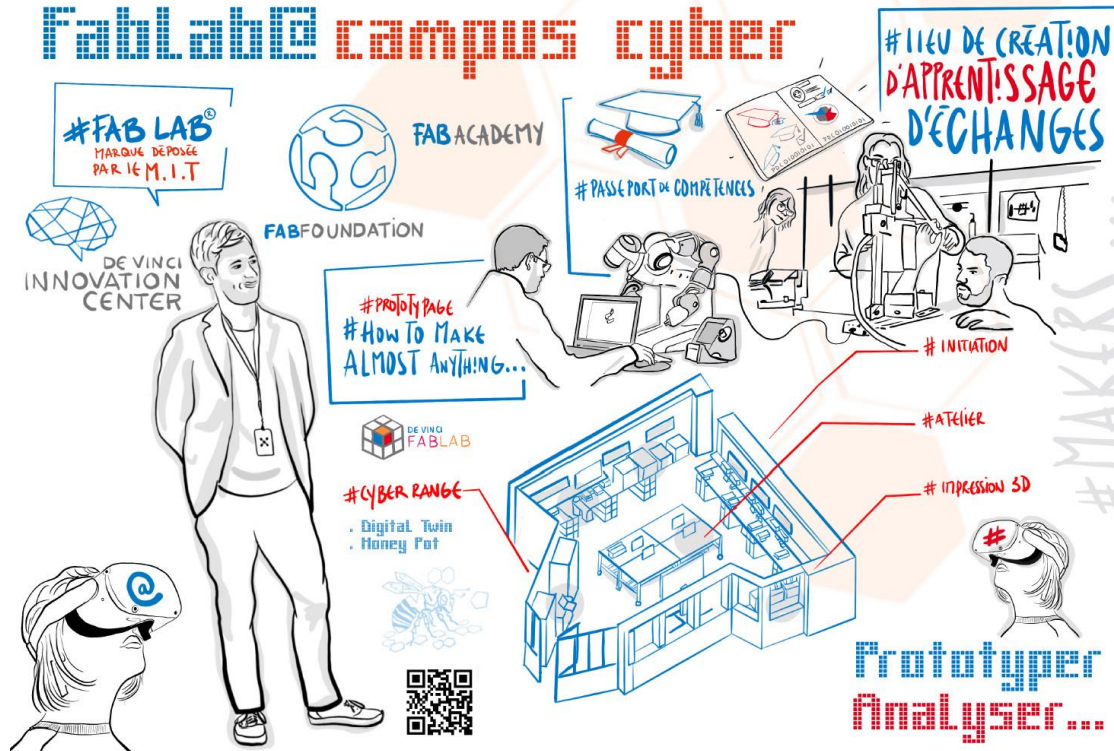 FabLab@campus cyber
#FAB LAB®
MARQUE DÉPOSÉE
PAR lE M.I.T
FABACADEMY
FABFOUNDATiON
DE VINCI
INNOVATION
CENTER
#PASSEPORT DE COMPÉTENCES
#liEU DE CRÉATION
D'APPRENTISSAGE
D'ÉCHANGES
#PROTOTYPAGE
#HOW TO MAKE
ALMOST ANYTHING...
DE VINCI
FABLAB
#CYBER RANGE
. Digital Twin
. Honey Pot
# INITIATION
#ATELIER
# IMPRESSION 3D
#MAKERS
@
#
Prototyper
Analyser...